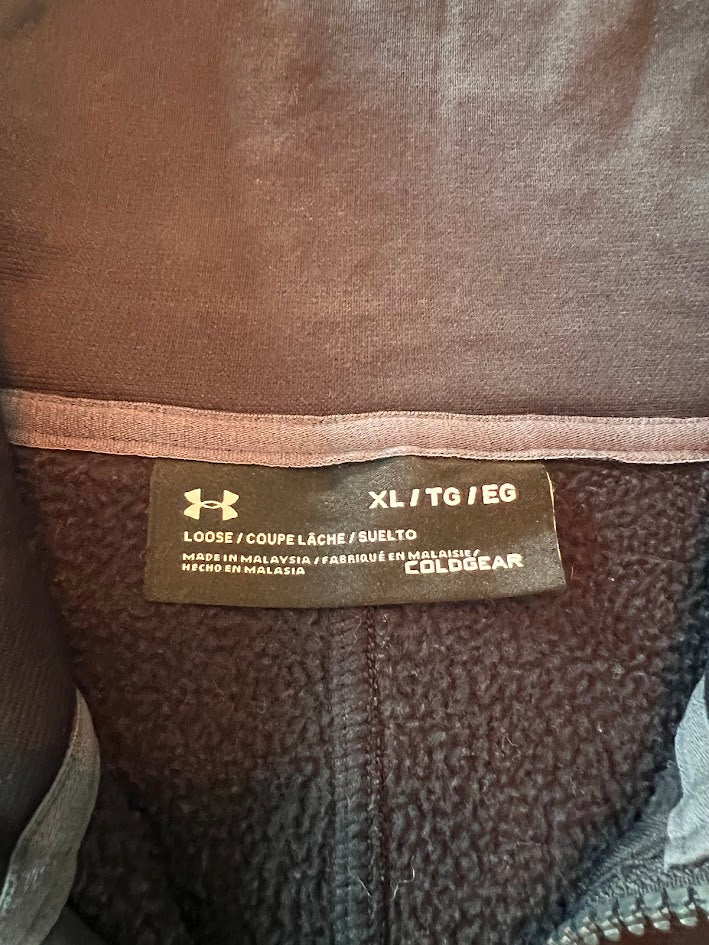 XL / TG / EG
LOOSE / COUPE LÂCHE / SUELTO
MADE IN MALAYSIA / FABRIQUÉ EN MALAISIE /
HECHO EN MALASIA
COLDGEAR